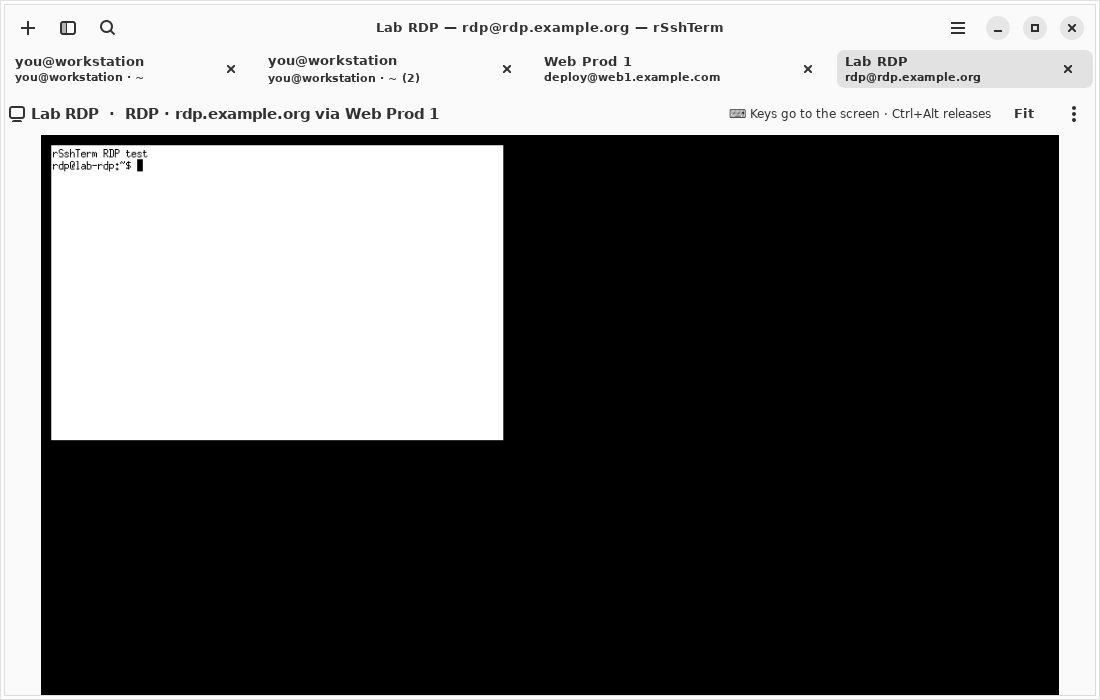 Lab RDP — rdp@rdp.example.org — rSshTerm
you@workstation
you@workstation · ~
you@workstation
you@workstation · ~ (2)
Web Prod 1
deploy@web1.example.com
Lab RDP
rdp@rdp.example.org
Lab RDP · RDP · rdp.example.org via Web Prod 1
Keys go to the screen · Ctrl+Alt releases
Fit
rSshTerm RDP test
rdp@lab-rdp:~$